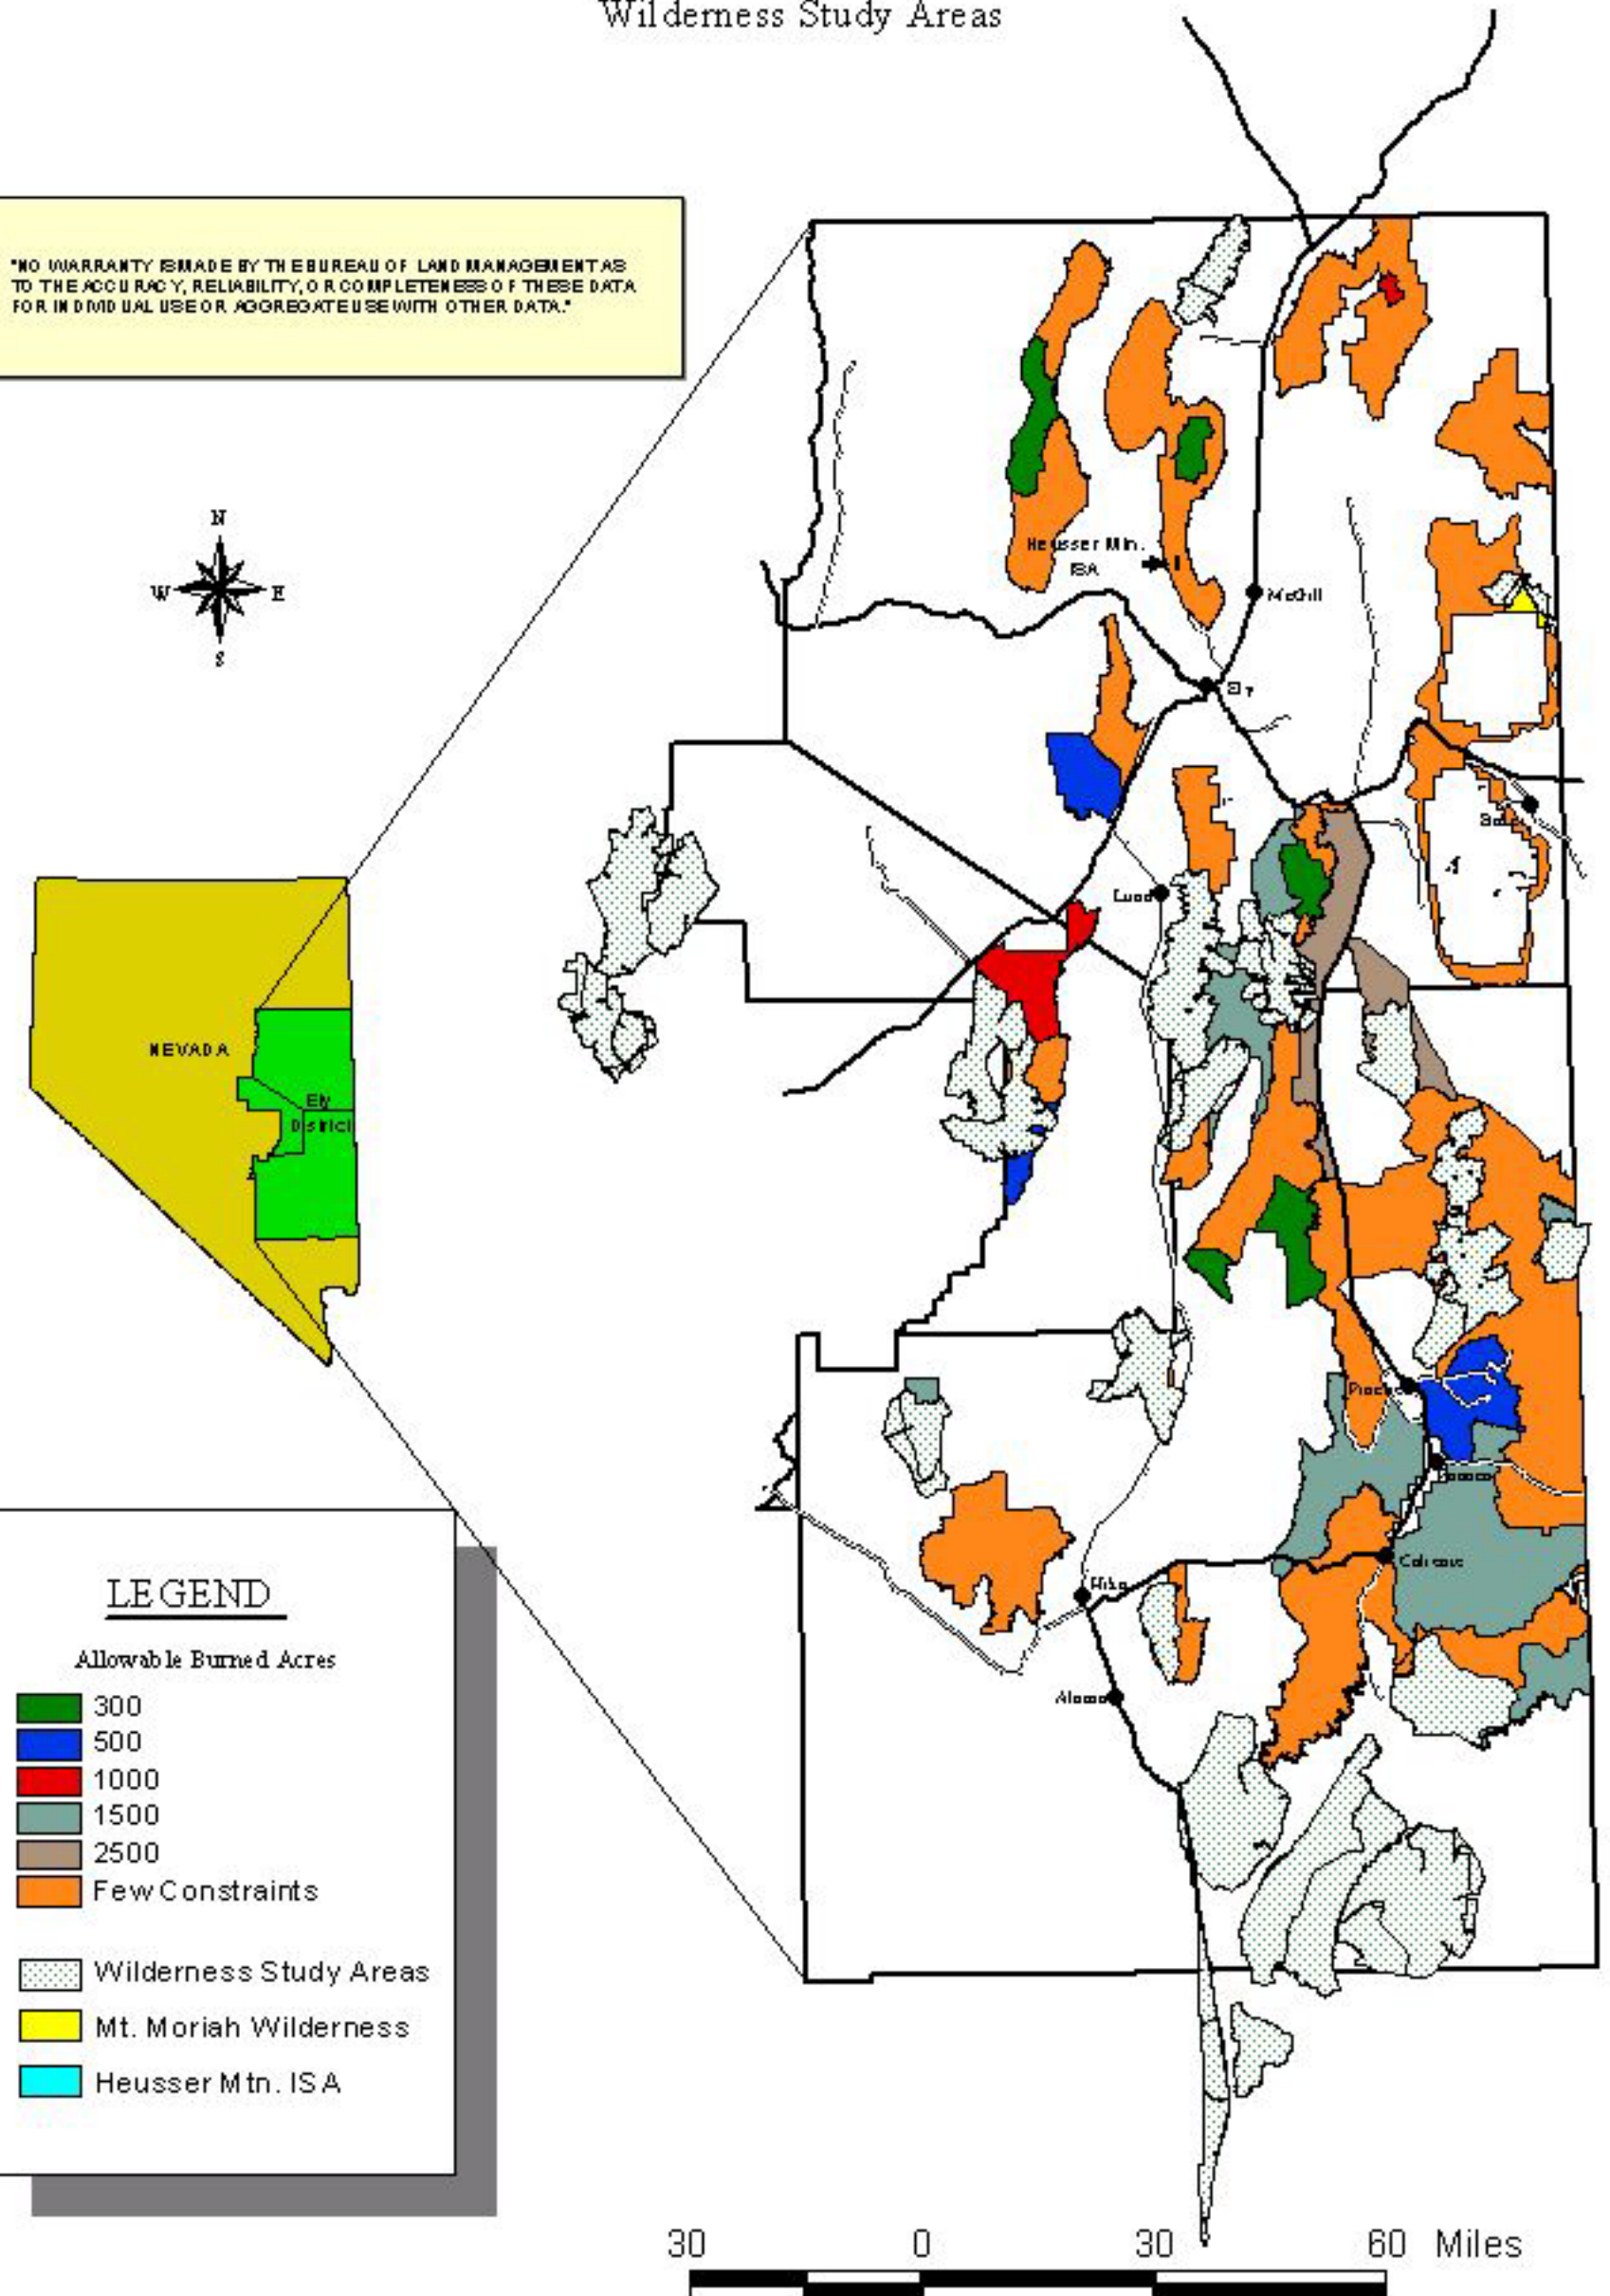 Wilderness Study Areas
"NO WARRANTY IS MADE BY THE BUREAU OF LAND MANAGEMENT AS
TO THE ACCURACY, RELIABILITY, OR COMPLETENESS OF THESE DATA
FOR INDIVIDUAL USE OR AGGREGATE USE WITH OTHER DATA."
N
W E
S
Heusser Mtn.
ISA
McGill
Ely
Baker
Lund
NEVADA
Ely
District
Pioche
Panaca
Caliente
Hiko
Alamo
LEGEND
Allowable Burned Acres
300
500
1000
1500
2500
Few Constraints
Wilderness Study Areas
Mt. Moriah Wilderness
Heusser Mtn. ISA
30 0 30 60 Miles